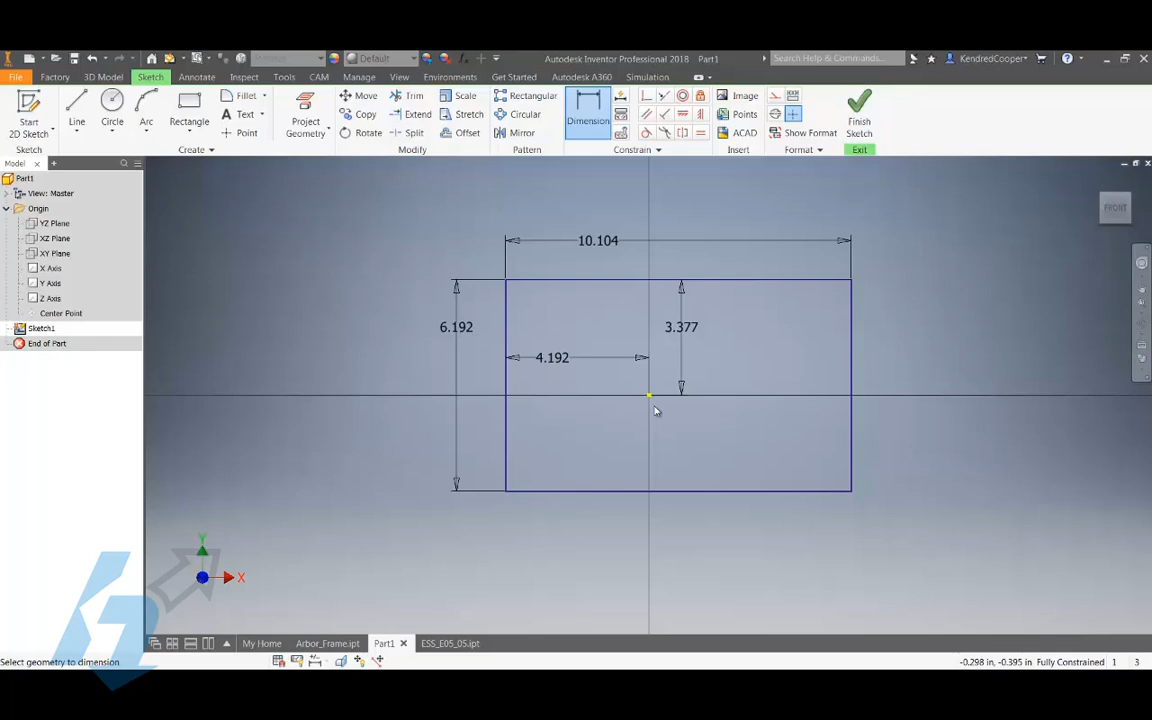 Default
Autodesk Inventor Professional 2018 Part1
Search Help & Commands...
KendredCooper
File Factory 3D Model Sketch Annotate Inspect Tools CAM Manage View Environments Get Started Autodesk A360 Simulation
Start 2D Sketch
Line Circle Arc Rectangle
Fillet
Text
Point
Project Geometry
Move Trim Scale
Copy Extend Stretch
Rotate Split Offset
Rectangular
Circular
Mirror
Dimension
Image
Points
ACAD
Show Format
Finish Sketch
Sketch Create Modify Pattern Constrain Insert Format Exit
Model
Part1
View: Master
Origin
YZ Plane
XZ Plane
XY Plane
X Axis
Y Axis
Z Axis
Center Point
Sketch1
End of Part
FRONT
10.104
6.192
3.377
4.192
Y
X
My Home Arbor_Frame.ipt Part1 ESS_E05_05.ipt
Select geometry to dimension
-0.298 in, -0.395 in Fully Constrained 1 3